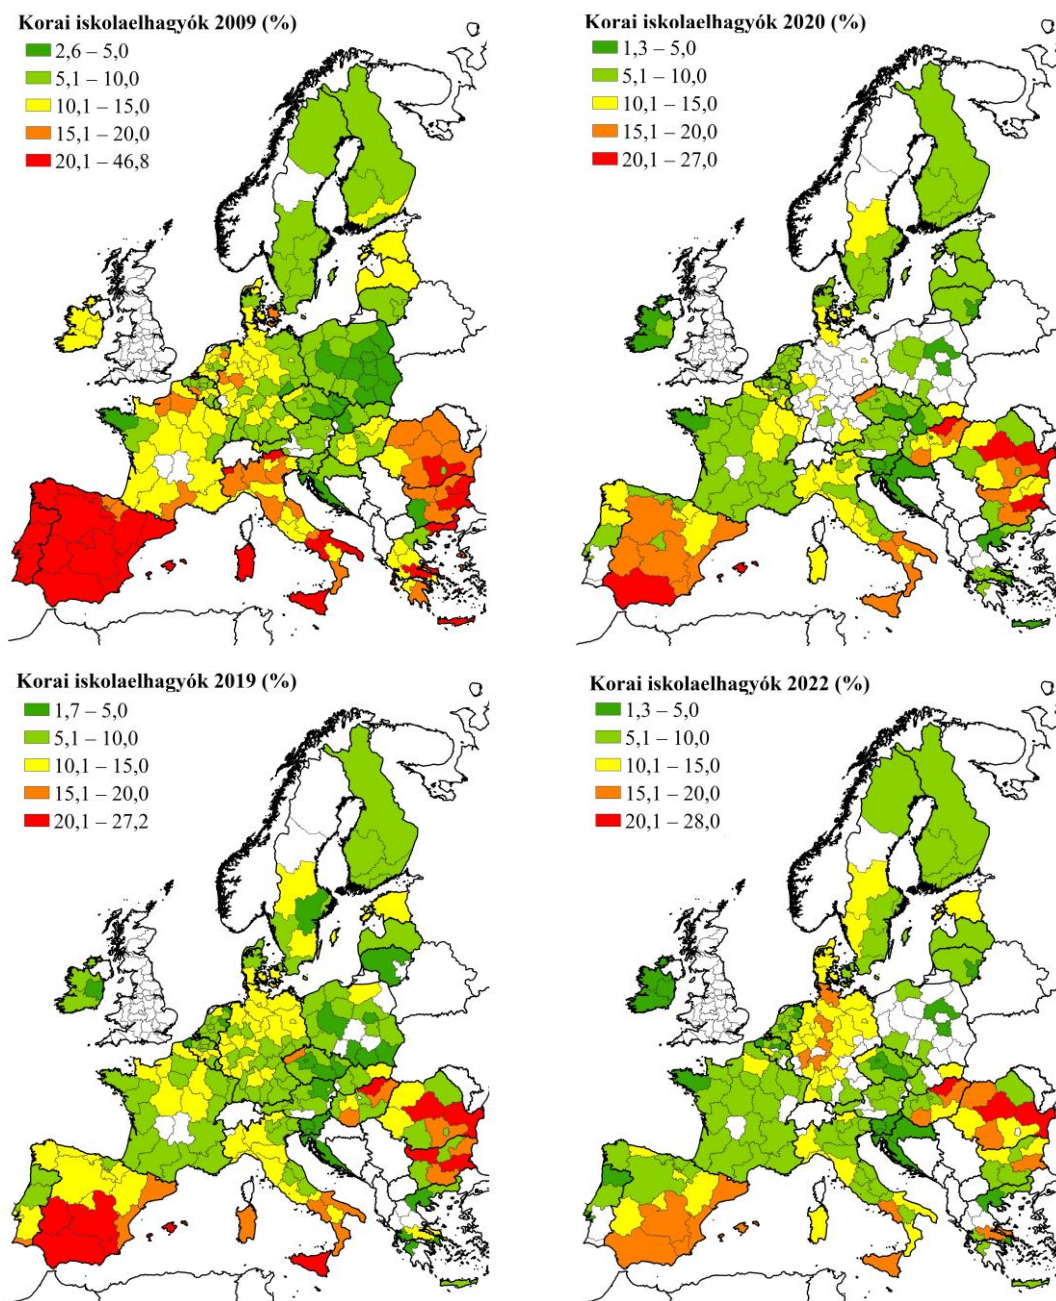 Korai iskolaelhagyók 2009 (%)
2,6 – 5,0
5,1 – 10,0
10,1 – 15,0
15,1 – 20,0
20,1 – 46,8
Korai iskolaelhagyók 2020 (%)
1,3 – 5,0
5,1 – 10,0
10,1 – 15,0
15,1 – 20,0
20,1 – 27,0
Korai iskolaelhagyók 2019 (%)
1,7 – 5,0
5,1 – 10,0
10,1 – 15,0
15,1 – 20,0
20,1 – 27,2
Korai iskolaelhagyók 2022 (%)
1,3 – 5,0
5,1 – 10,0
10,1 – 15,0
15,1 – 20,0
20,1 – 28,0